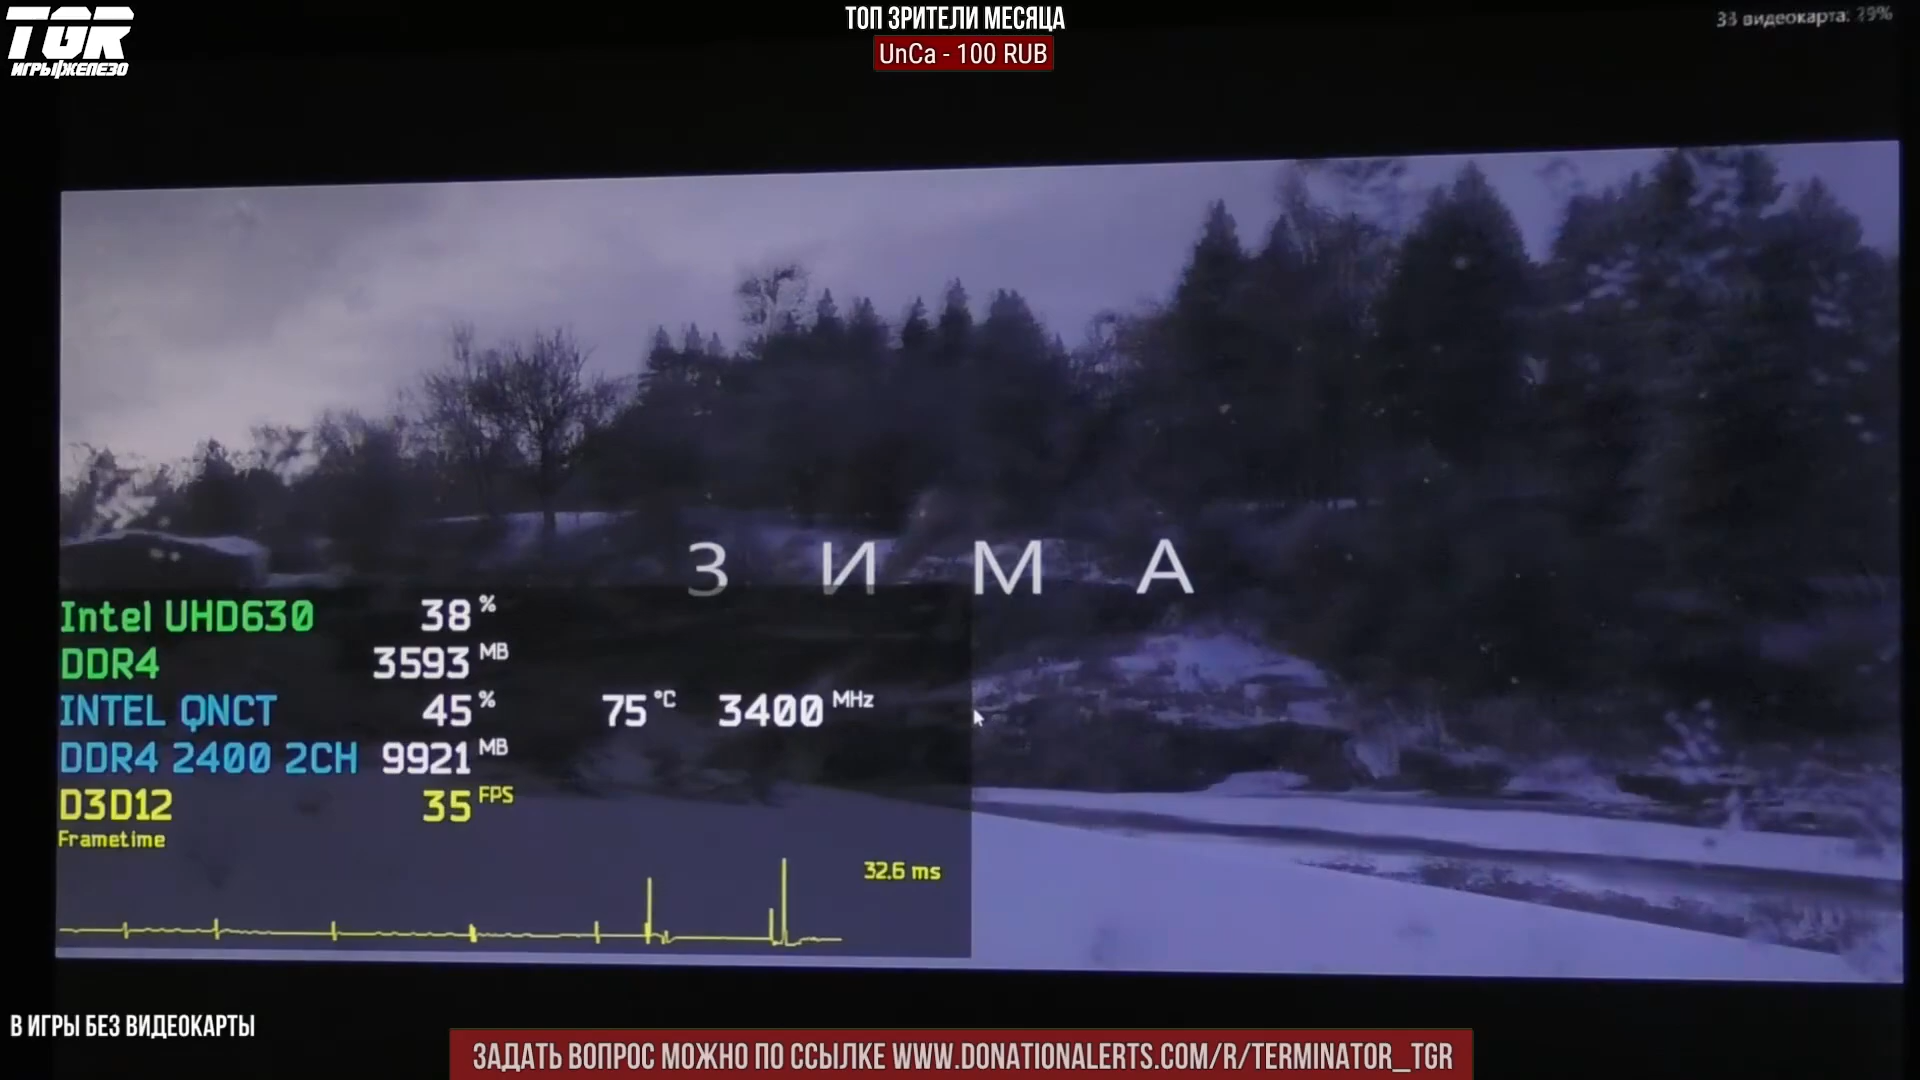 TGR
ИГРЫ|ЖЕЛЕЗО
ТОП ЗРИТЕЛИ МЕСЯЦА
UnCa - 100 RUB
видеокарта:
ЗИМА
Intel UHD630 38 %
DDR4 3593 MB
INTEL QNCT 45 % 75 °C 3400 MHz
DDR4 2400 2CH 9921 MB
D3D12 35 FPS
Frametime
32.6 ms
В ИГРЫ БЕЗ ВИДЕОКАРТЫ
ЗАДАТЬ ВОПРОС МОЖНО ПО ССЫЛКЕ WWW.DONATIONALERTS.COM/R/TERMINATOR_TGR